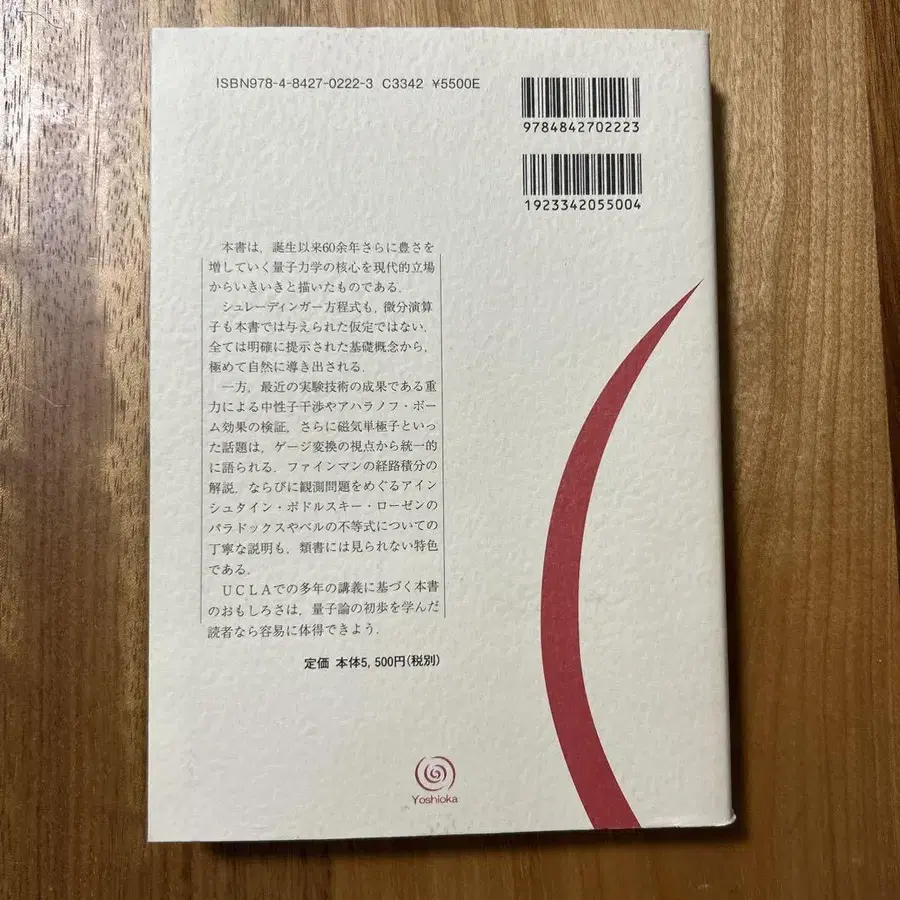 ISBN978-4-8427-0222-3 C3342 ¥5500E
9784842702223
1923342055004
本書は，誕生以来60余年さらに豊さを
増していく量子力学の核心を現代的立場
からいきいきと描いたものである．
シュレーディンガー方程式も，微分演算
子も本書では与えられた仮定ではない．
全ては明確に提示された基礎概念から，
極めて自然に導き出される．
一方，最近の実験技術の成果である重
力による中性子干渉やアハラノフ・ボー
ム効果の検証，さらに磁気単極子といっ
た話題は，ゲージ変換の視点から統一的
に語られる．ファインマンの経路積分の
解説，ならびに観測問題をめぐるアイン
シュタイン・ポドルスキー・ローゼンの
パラドックスやベルの不等式についての
丁寧な説明も，類書には見られない特色
である．
UCLAでの多年の講義に基づく本書
のおもしろさは，量子論の初歩を学んだ
読者なら容易に体得できよう．
定価 本体5,500円(税別)
Yoshioka